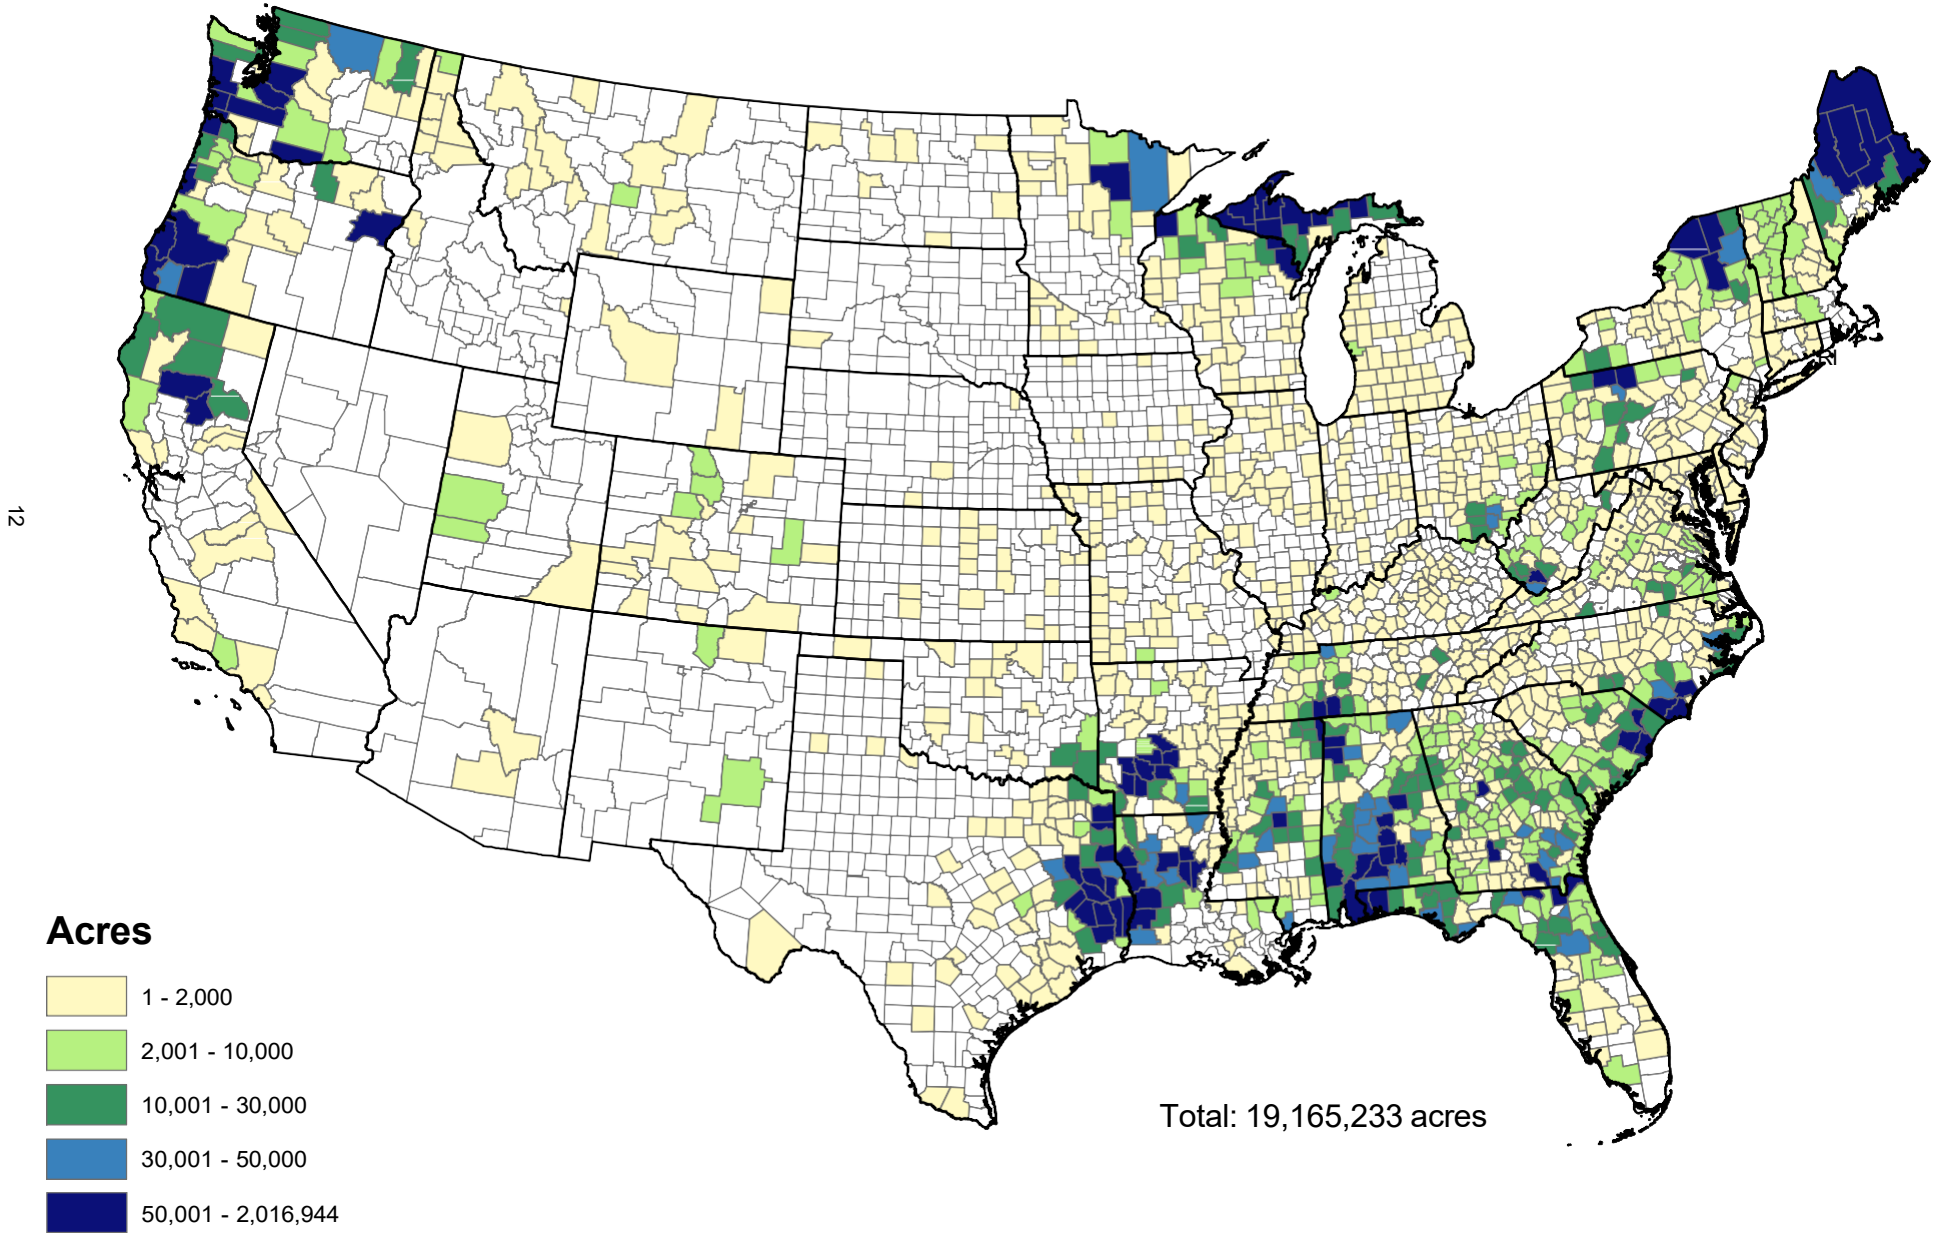 12
Acres
1 - 2,000
2,001 - 10,000
10,001 - 30,000
30,001 - 50,000
50,001 - 2,016,944
Total: 19,165,233 acres